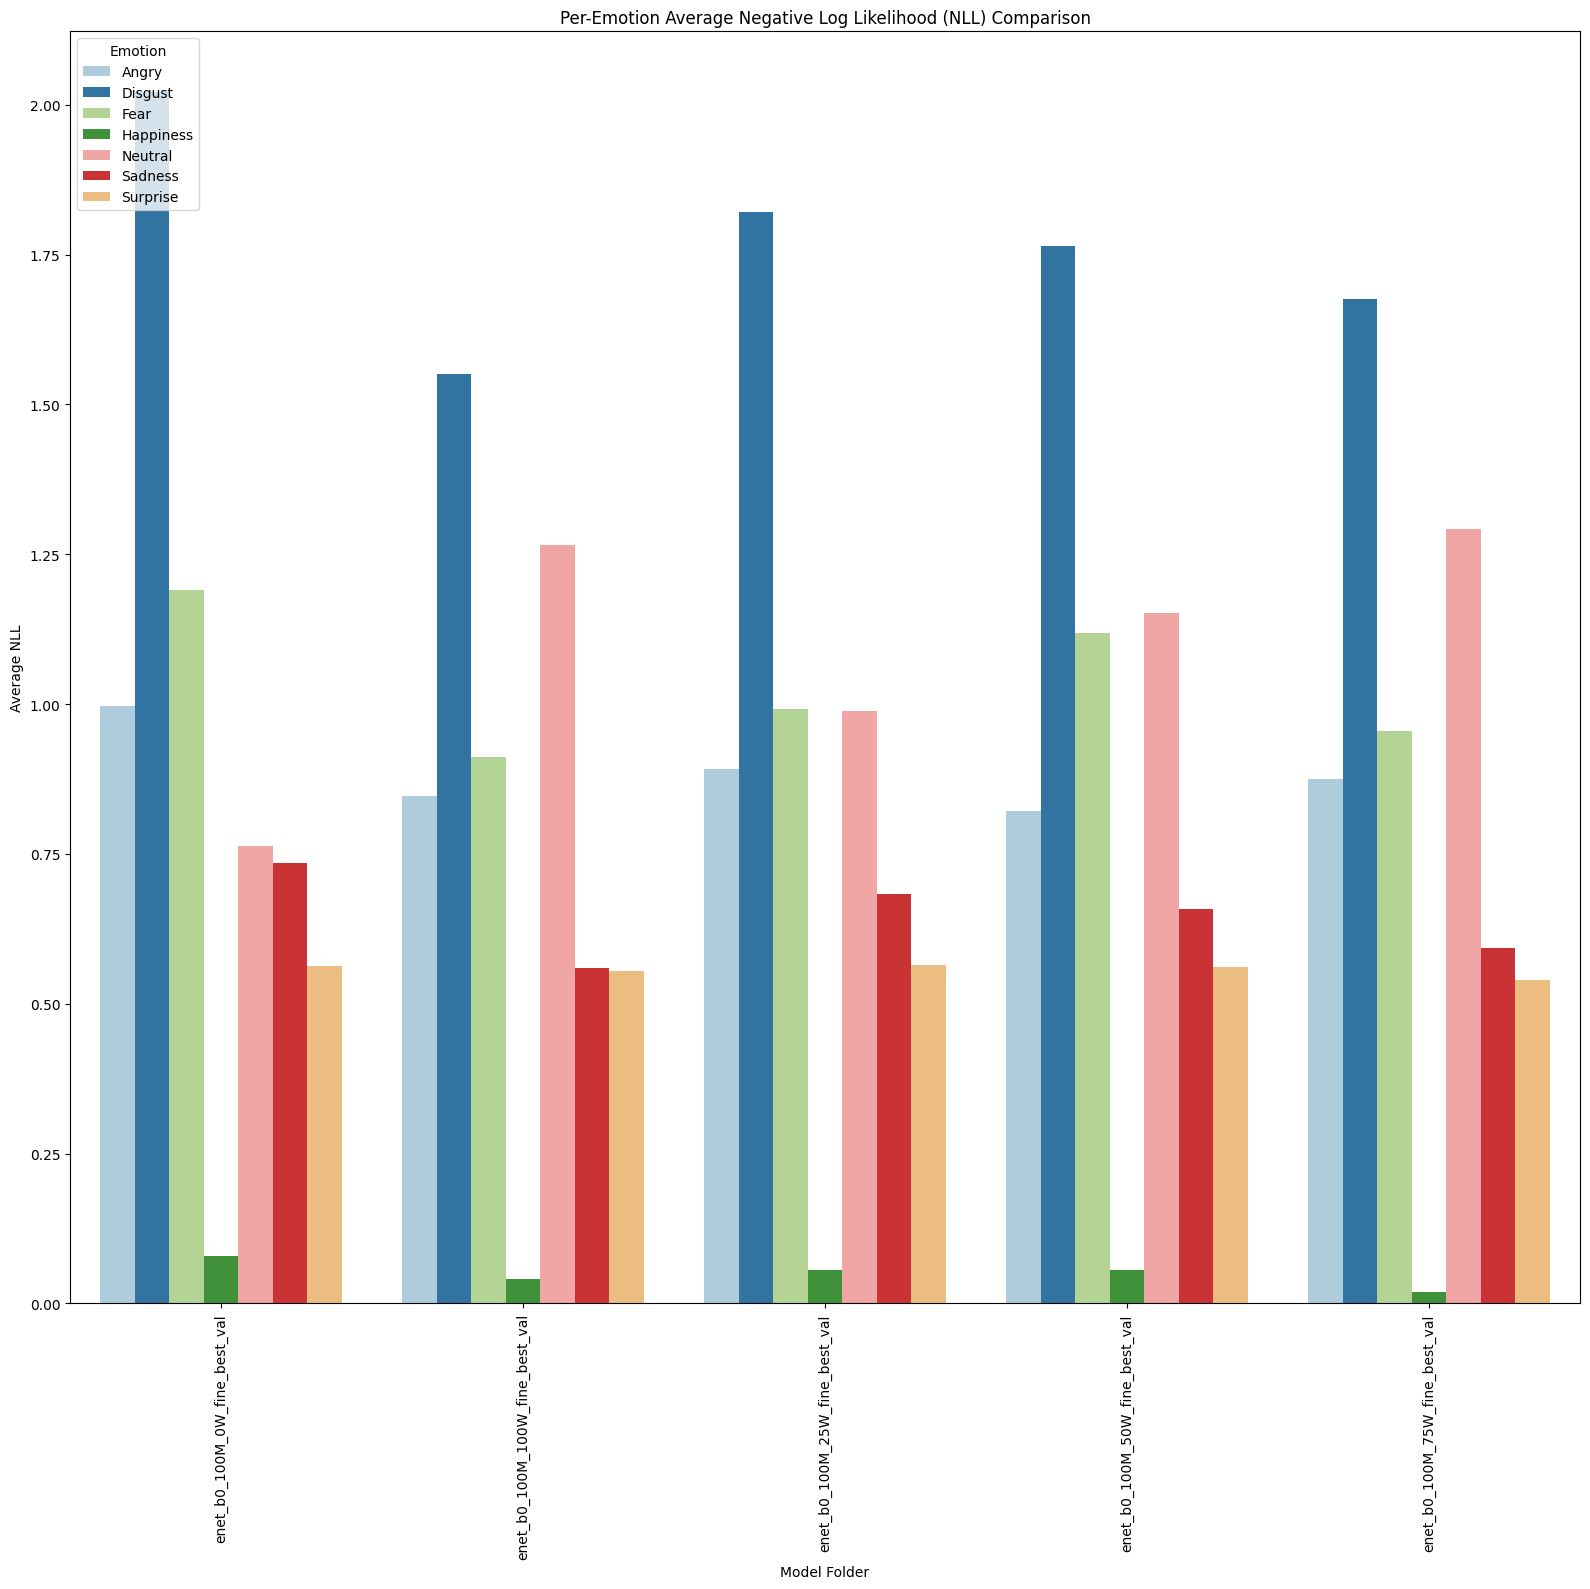 Per-Emotion Average Negative Log Likelihood (NLL) Comparison
Emotion
Angry
Disgust
Fear
Happiness
Neutral
Sadness
Surprise
Average NLL
2.00
1.75
1.50
1.25
1.00
0.75
0.50
0.25
0.00
enet_b0_100M_0W_fine_best_val
enet_b0_100M_100W_fine_best_val
enet_b0_100M_25W_fine_best_val
enet_b0_100M_50W_fine_best_val
enet_b0_100M_75W_fine_best_val
Model Folder